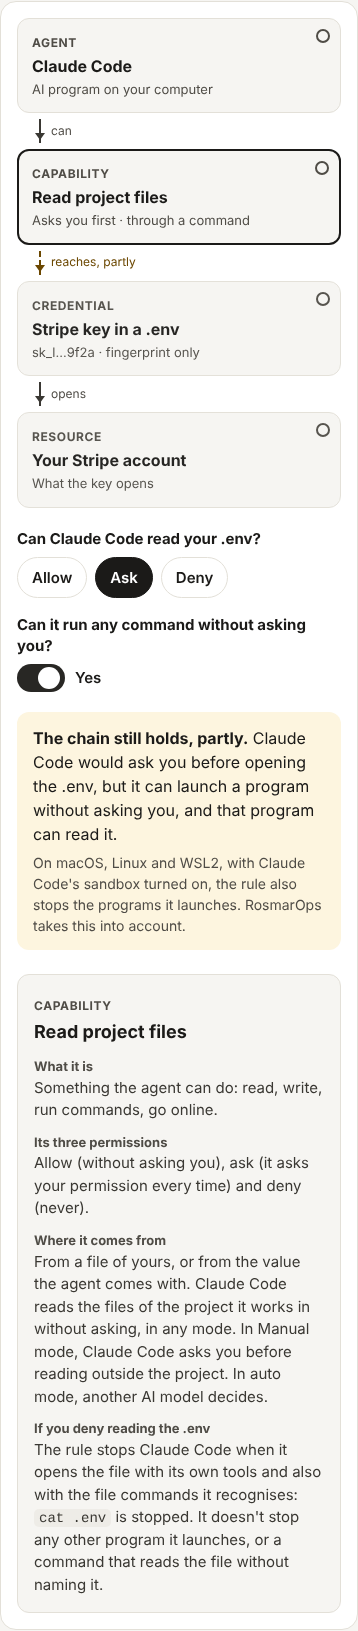 AGENT
Claude Code
AI program on your computer
can
CAPABILITY
Read project files
Asks you first · through a command
reaches, partly
CREDENTIAL
Stripe key in a .env
sk_l...9f2a · fingerprint only
opens
RESOURCE
Your Stripe account
What the key opens
Can Claude Code read your .env?
Allow Ask Deny
Can it run any command without asking
you?
Yes
The chain still holds, partly. Claude
Code would ask you before opening
the .env, but it can launch a program
without asking you, and that program
can read it.
On macOS, Linux and WSL2, with Claude
Code's sandbox turned on, the rule also
stops the programs it launches. RosmarOps
takes this into account.
CAPABILITY
Read project files
What it is
Something the agent can do: read, write,
run commands, go online.
Its three permissions
Allow (without asking you), ask (it asks
your permission every time) and deny
(never).
Where it comes from
From a file of yours, or from the value
the agent comes with. Claude Code
reads the files of the project it works in
without asking, in any mode. In Manual
mode, Claude Code asks you before
reading outside the project. In auto
mode, another AI model decides.
If you deny reading the .env
The rule stops Claude Code when it
opens the file with its own tools and also
with the file commands it recognises:
cat .env is stopped. It doesn't stop
any other program it launches, or a
command that reads the file without
naming it.